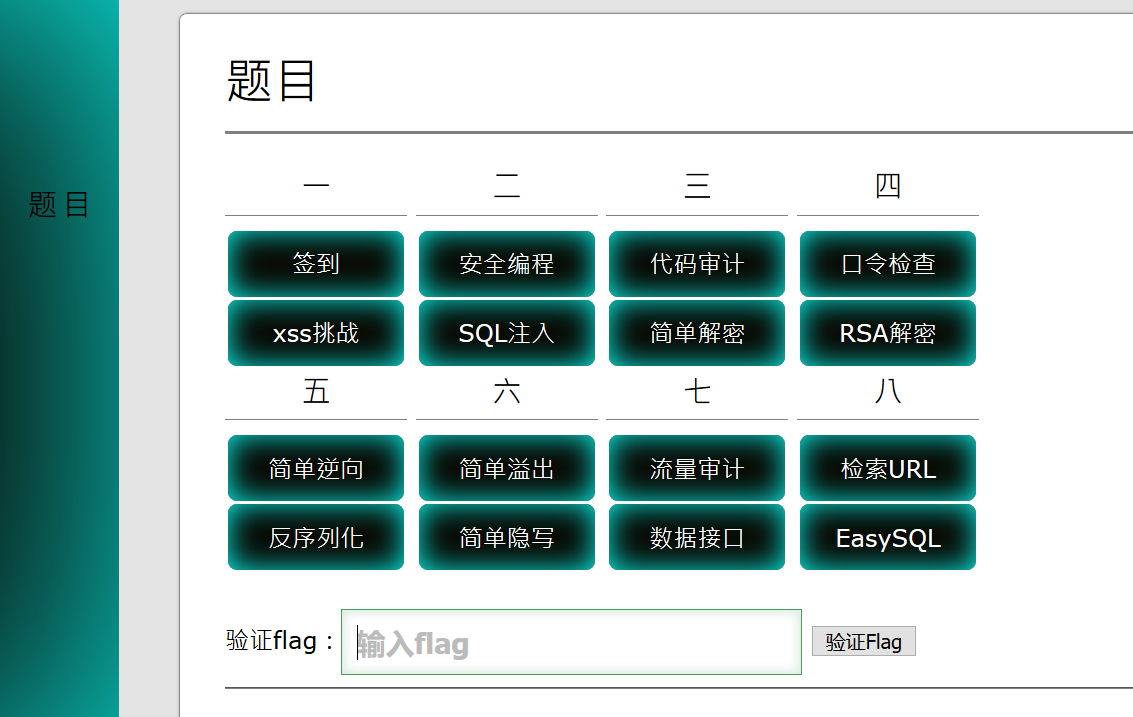 题目
题目
一 二 三 四
签到 安全编程 代码审计 口令检查
xss挑战 SQL注入 简单解密 RSA解密
五 六 七 八
简单逆向 简单溢出 流量审计 检索URL
反序列化 简单隐写 数据接口 EasySQL
验证flag： 输入flag 验证Flag